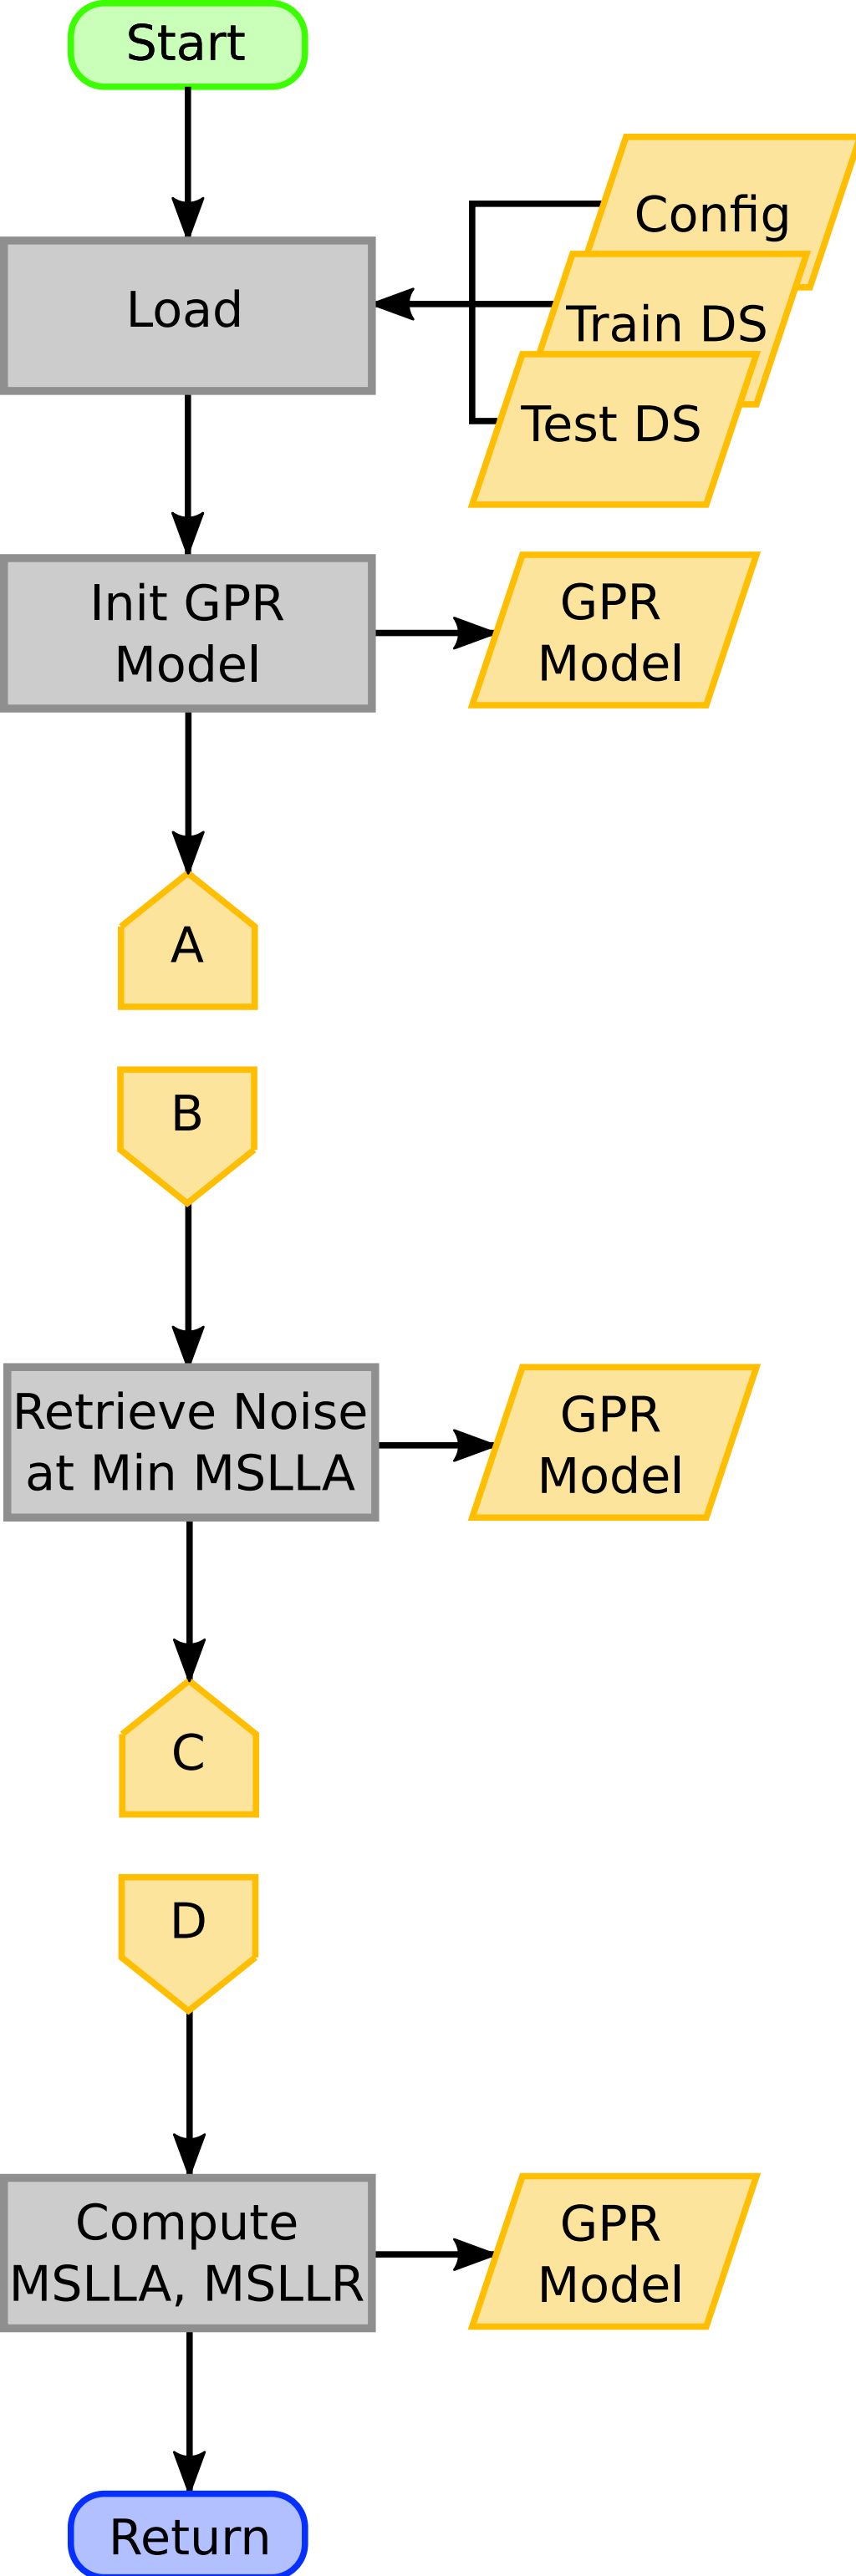 Start
Config
Load
Train DS
Test DS
Init GPR
Model
GPR
Model
A
B
Retrieve Noise
at Min MSLLA
GPR
Model
C
D
Compute
MSLLA, MSLLR
GPR
Model
Return